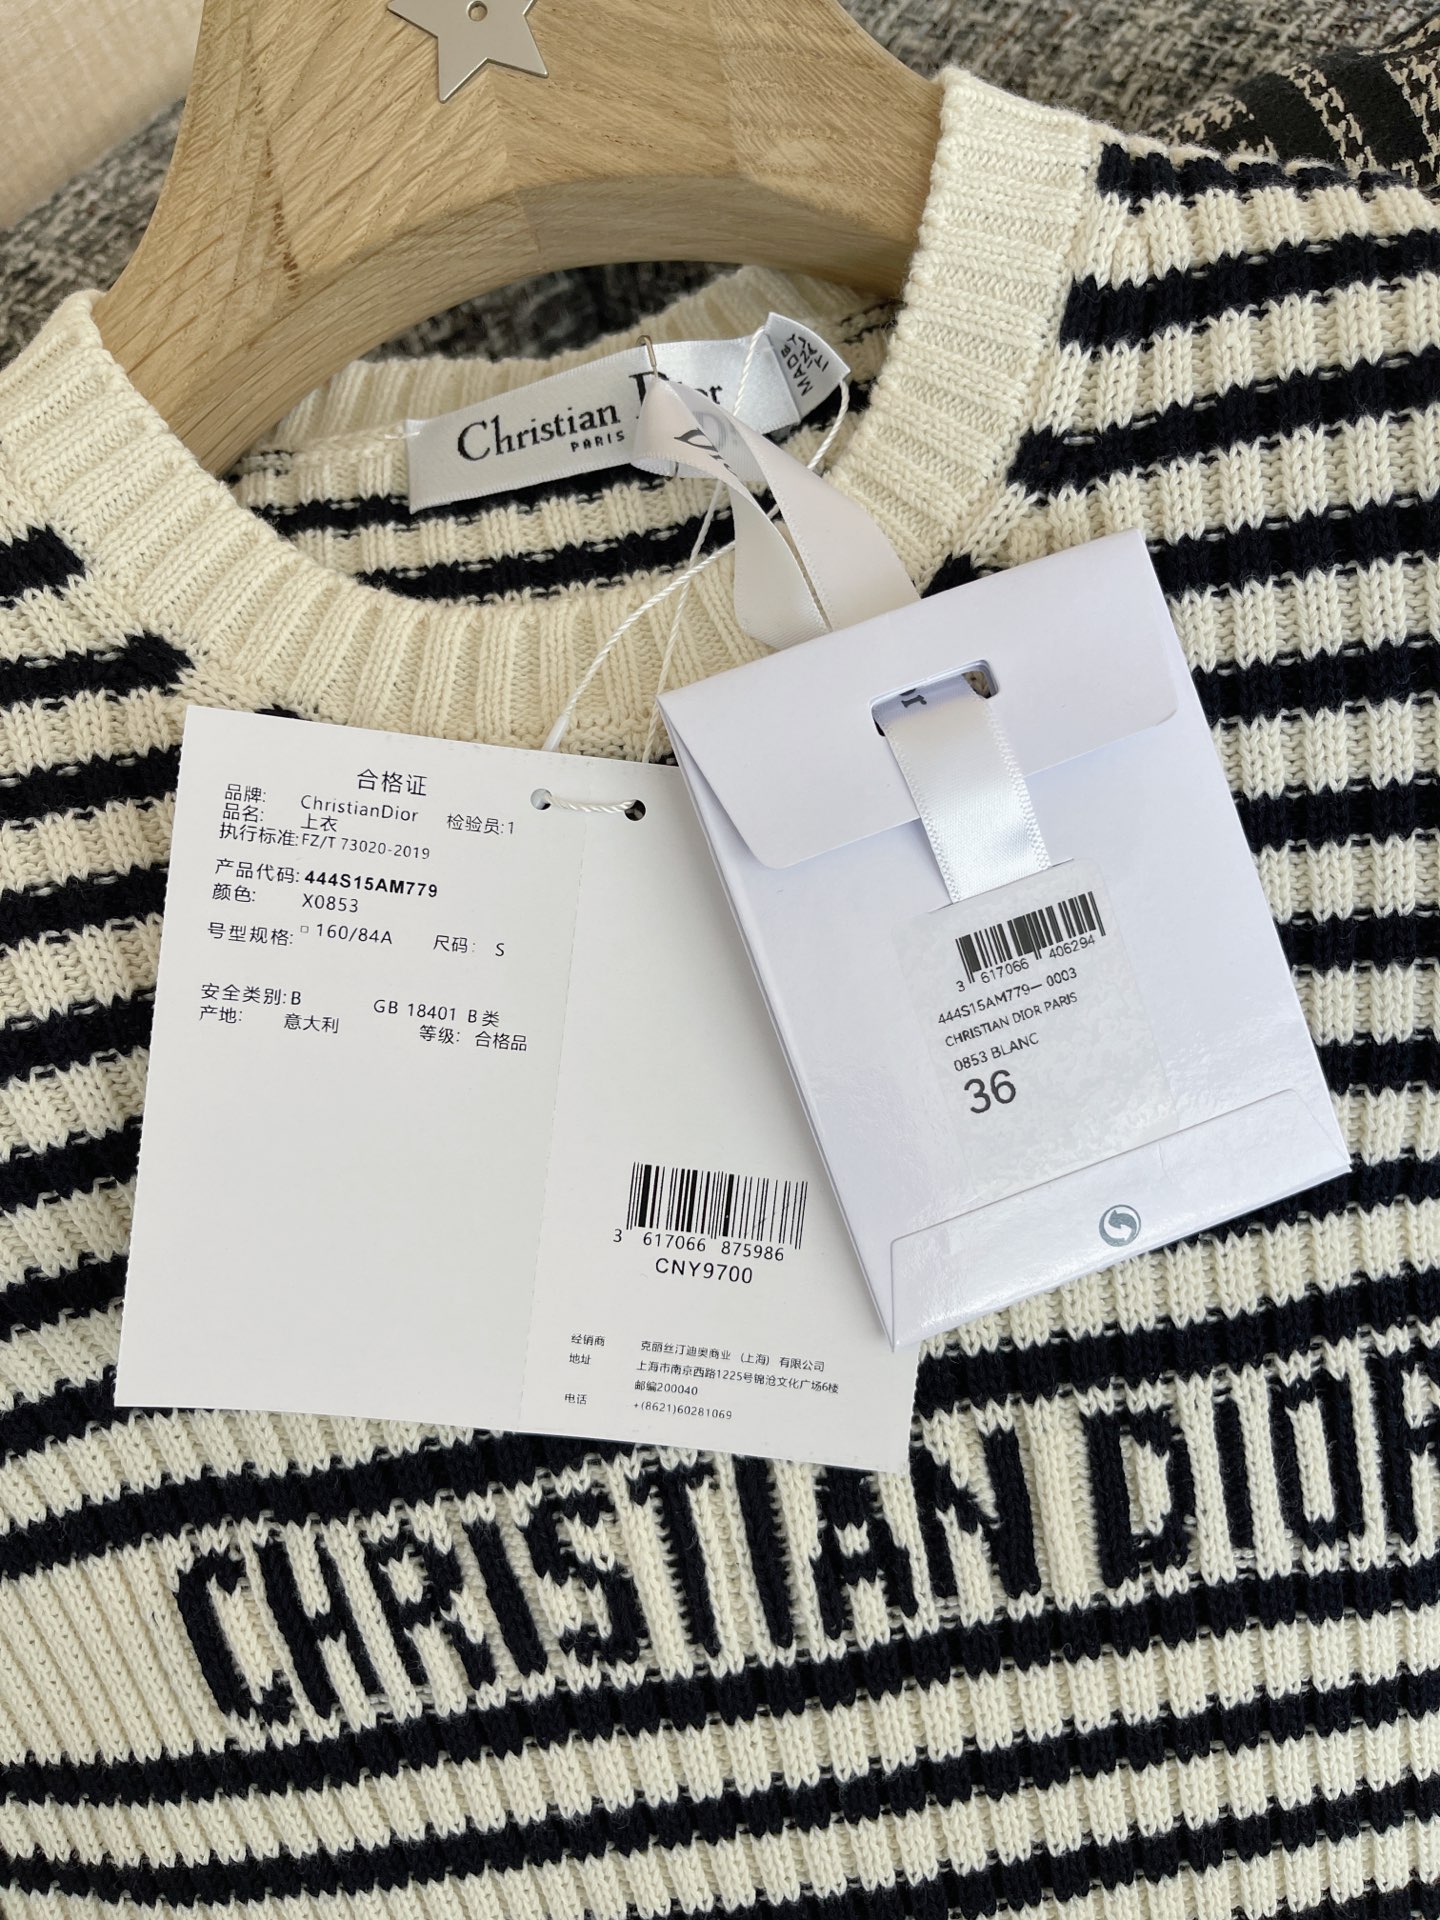 Christian Dior
PARIS
MADE
ITALY
合格证
品牌: ChristianDior 检验员:1
品名: 上衣
执行标准:FZ/T 73020-2019
产品代码: 444S15AM779
颜色: X0853
号型规格: 160/84A 尺码: S
安全类别:B GB 18401 B类
产地: 意大利 等级: 合格品
3 617066 875986
CNY9700
经销商 克丽丝汀迪奥商业 (上海) 有限公司
地址 上海市南京西路1225号锦沧文化广场6楼
邮编200040
电话 +(8621)60281069
3 617066 406294
444S15AM779— 0003
CHRISTIAN DIOR PARIS
0853 BLANC
36
CHRISTIAN DIOR